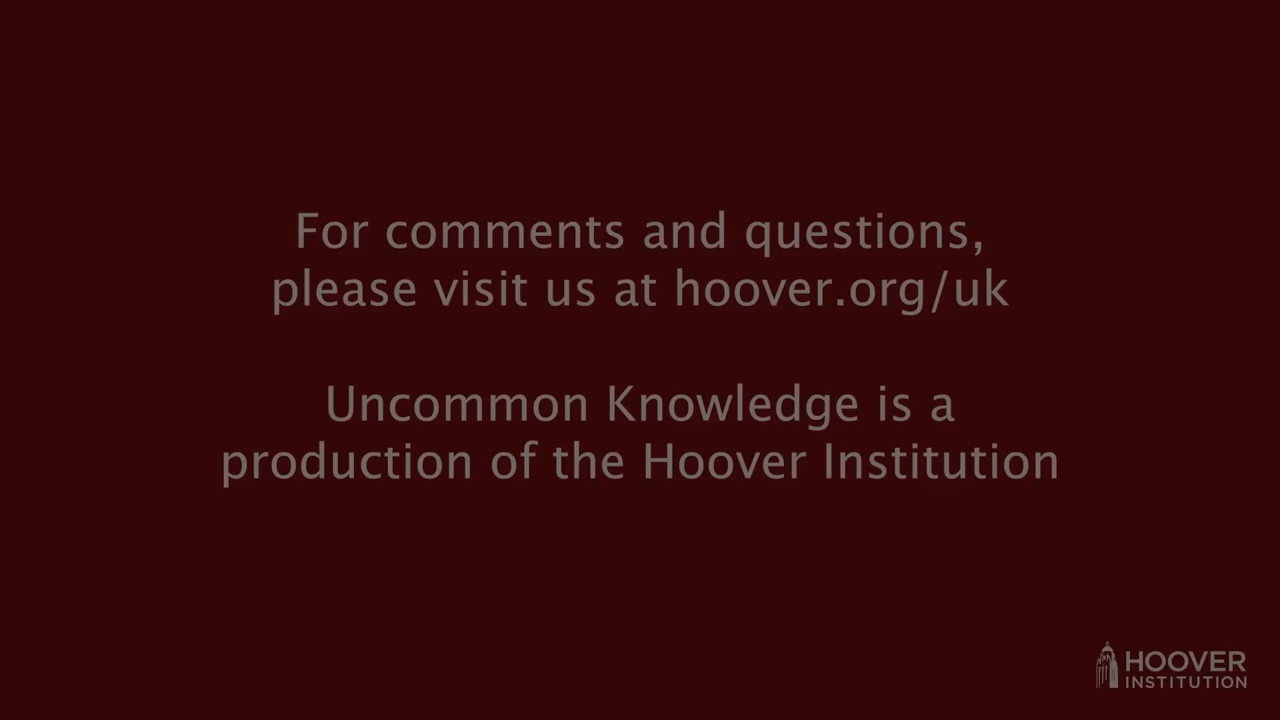 For comments and questions,
please visit us at hoover.org/uk
Uncommon Knowledge is a
production of the Hoover Institution
HOOVER
INSTITUTION